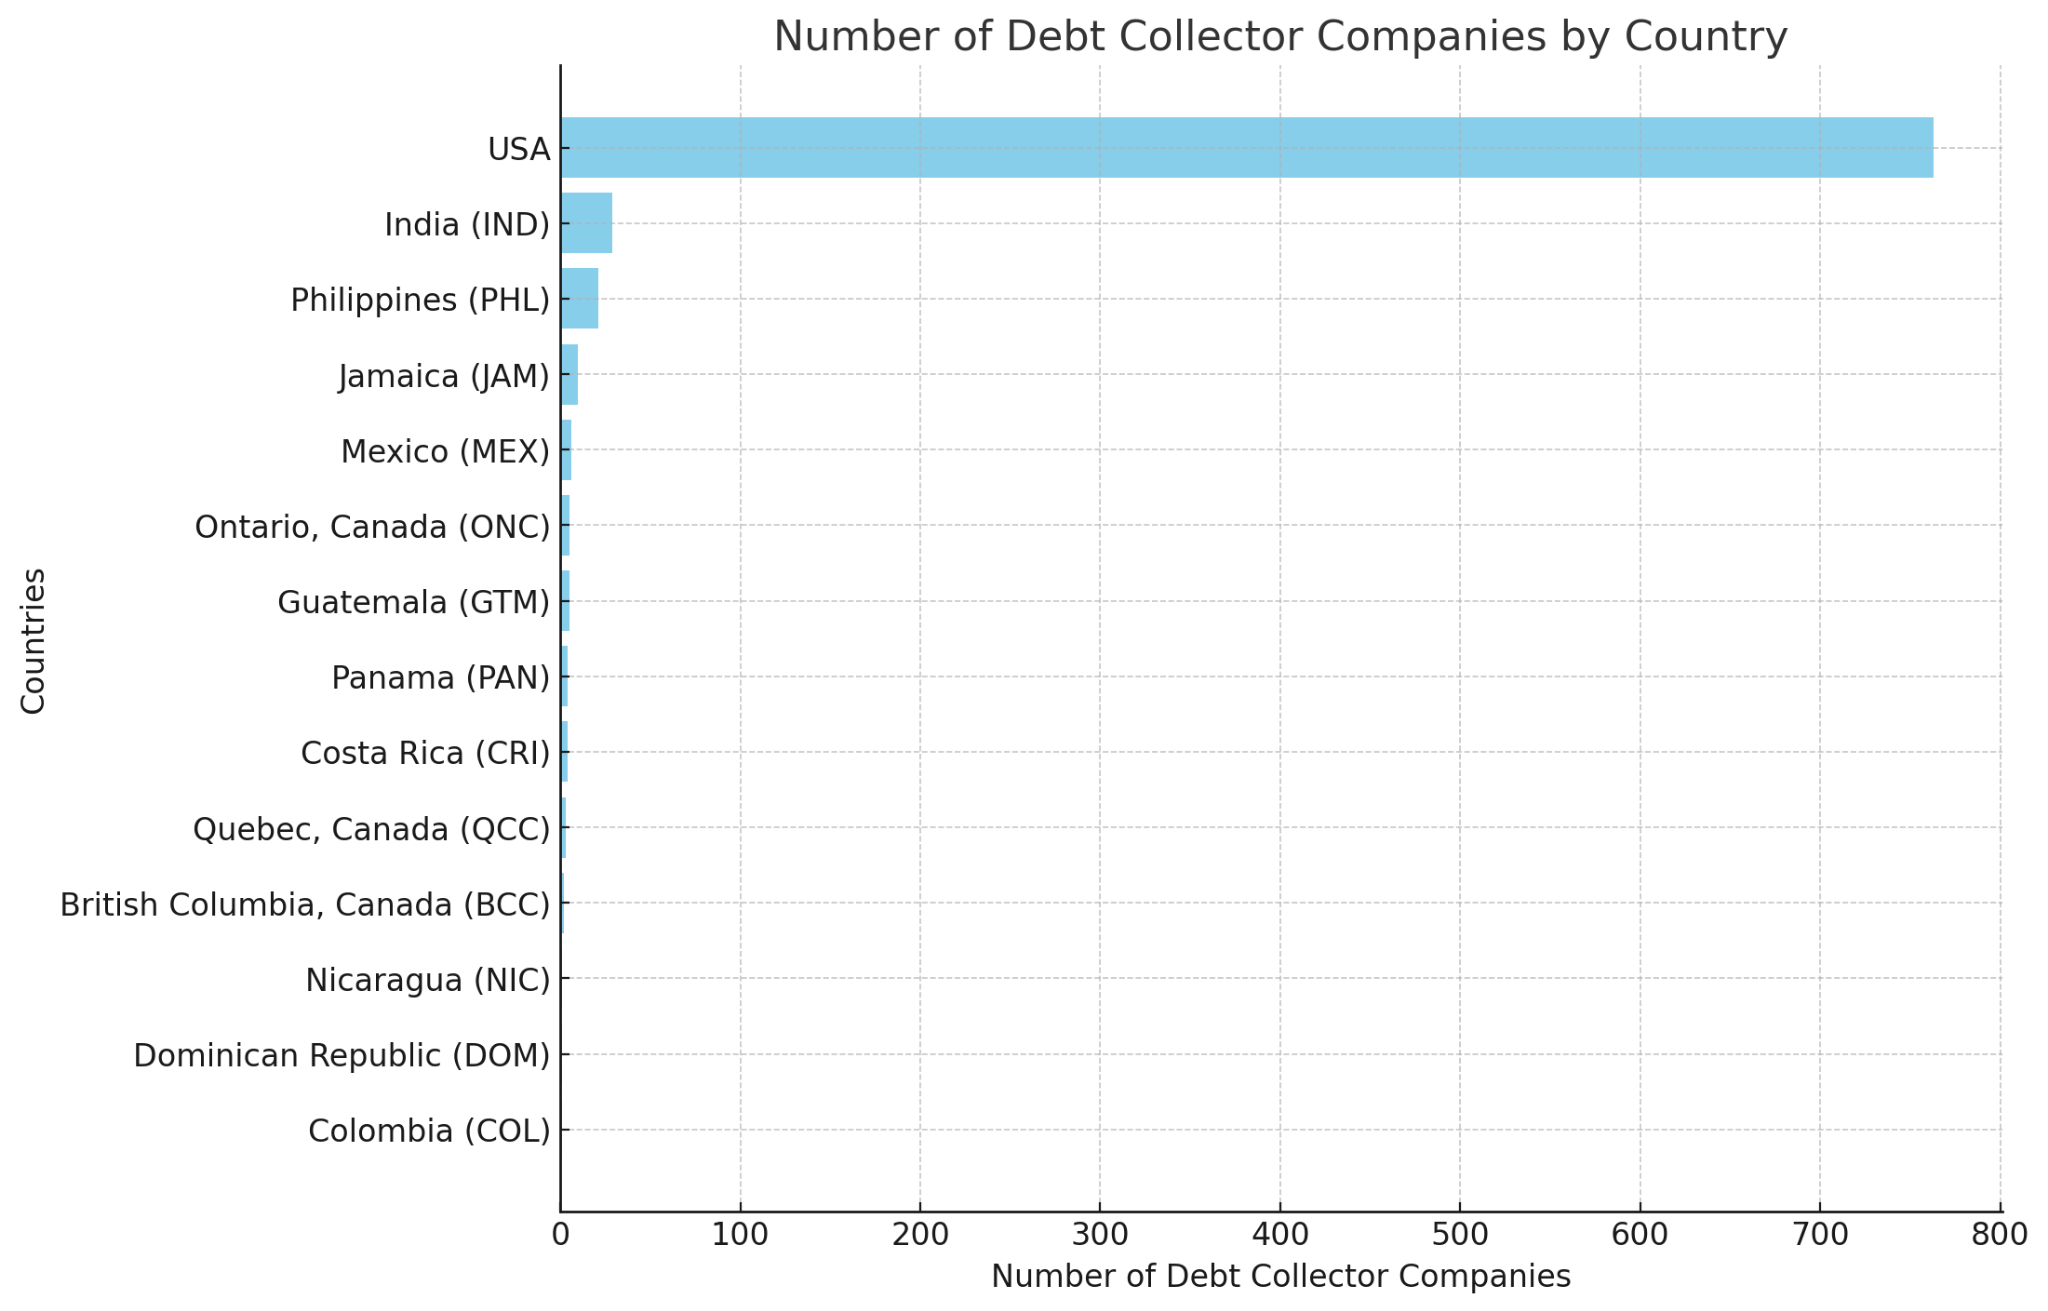 Number of Debt Collector Companies by Country
USA
India (IND)
Philippines (PHL)
Jamaica (JAM)
Mexico (MEX)
Ontario, Canada (ONC)
Guatemala (GTM)
Panama (PAN)
Costa Rica (CRI)
Quebec, Canada (QCC)
British Columbia, Canada (BCC)
Nicaragua (NIC)
Dominican Republic (DOM)
Colombia (COL)
Countries
0 100 200 300 400 500 600 700 800
Number of Debt Collector Companies